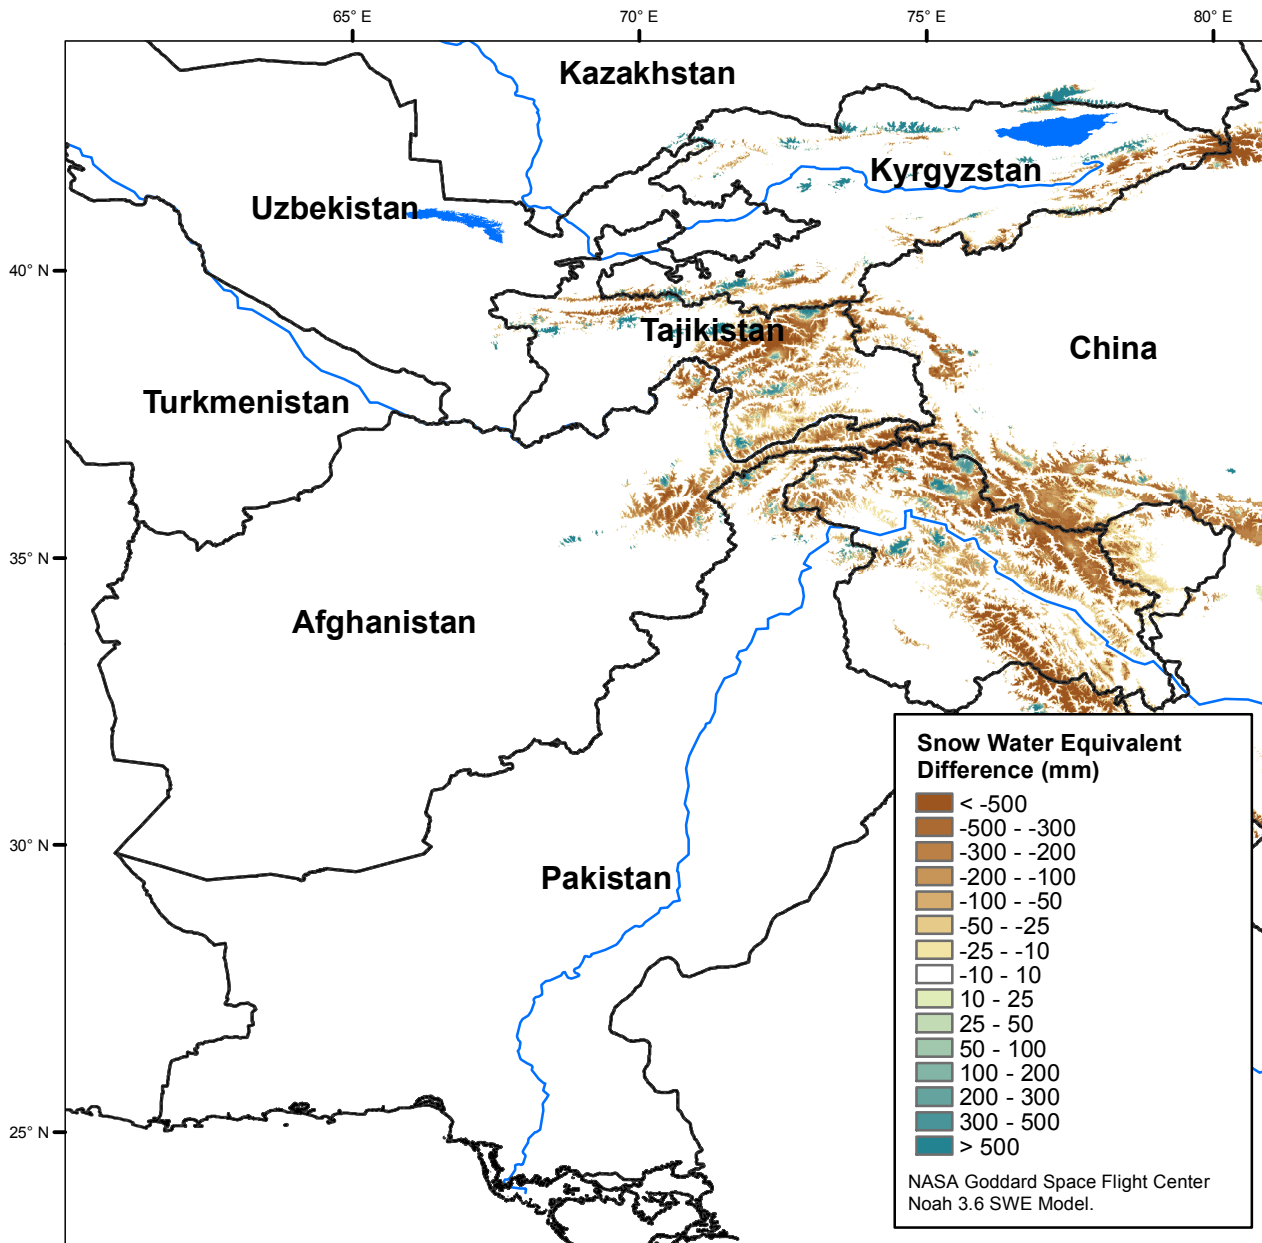 65° E
70° E
75° E
80° E
Kazakhstan
Kyrgyzstan
Uzbekistan
40° N
Tajikistan
China
Turkmenistan
35° N
Afghanistan
30° N
Pakistan
25° N
Snow Water Equivalent
Difference (mm)
< -500
-500 - -300
-300 - -200
-200 - -100
-100 - -50
-50 - -25
-25 - -10
-10 - 10
10 - 25
25 - 50
50 - 100
100 - 200
200 - 300
300 - 500
> 500
NASA Goddard Space Flight Center
Noah 3.6 SWE Model.